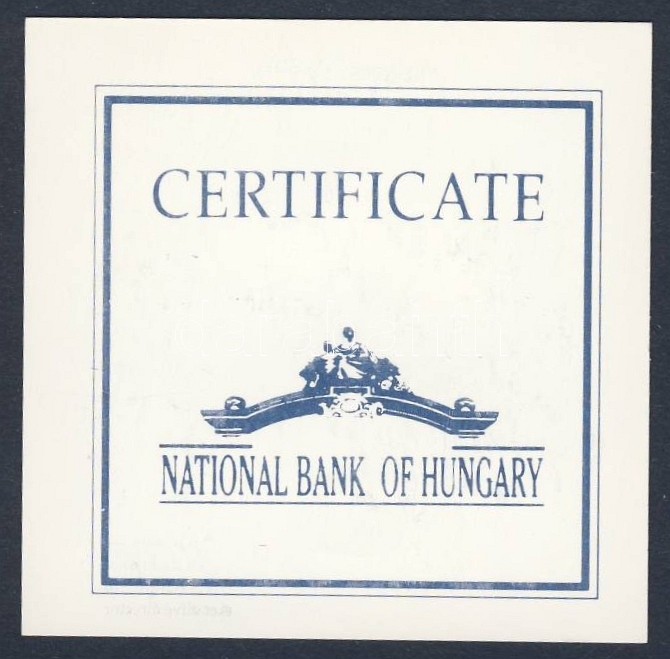 CERTIFICATE
NATIONAL BANK OF HUNGARY